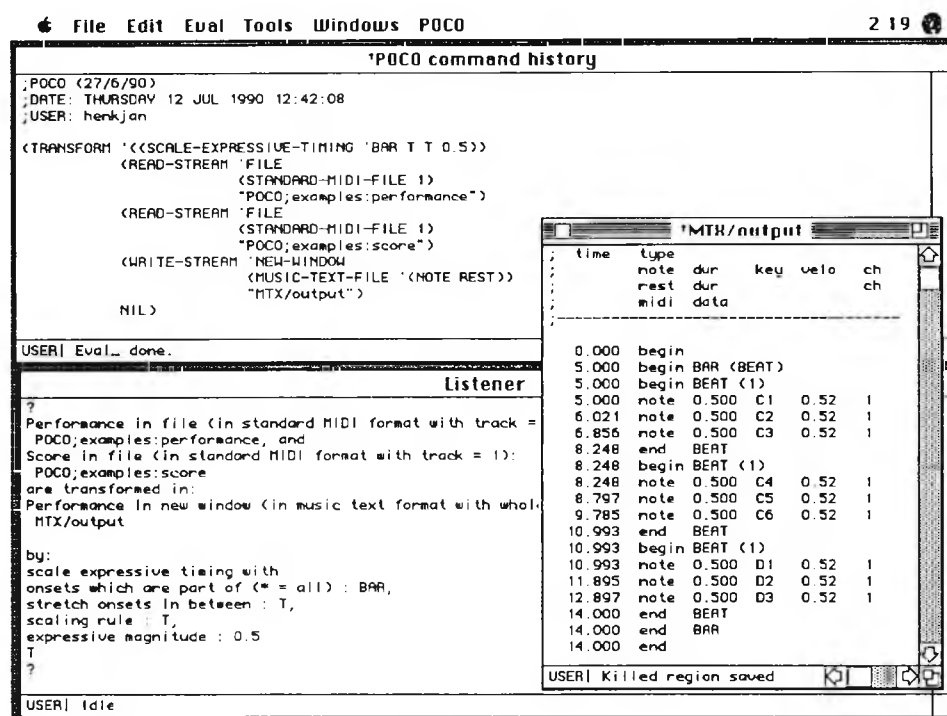 File Edit Eval Tools Windows POCO 2 19
'POCO command history
;POCO (27/6/90)
;DATE: THURSDAY 12 JUL 1990 12:42:08
;USER: henkjan
(TRANSFORM '((SCALE-EXPRESSIVE-TIMING 'BAR T T 0.5))
(READ-STREAM 'FILE
(STANDARD-MIDI-FILE 1)
"POCO;examples:performance")
(READ-STREAM 'FILE
(STANDARD-MIDI-FILE 1)
"POCO;examples:score")
(WRITE-STREAM 'NEW-WINDOW
(MUSIC-TEXT-FILE '(NOTE REST))
"MTX/output")
NIL)
USER| Eval… done.
Listener
?
Performance in file (in standard MIDI format with track =
POCO;examples:performance, and
Score in file (in standard MIDI format with track = 1):
POCO;examples:score
are transformed in:
Performance in new window (in music text format with
MTX/output
by:
scale expressive timing with
onsets which are part of (* = all) : BAR,
stretch onsets in between : T,
scaling rule : T,
expressive magnitude : 0.5
T
?
USER| Idle
'MTX/output
; time type
; note dur key velo ch
; rest dur ch
; midi data
;--------------------------------------------------
0.000 begin
5.000 begin BAR (BEAT)
5.000 begin BEAT (1)
5.000 note 0.500 C1 0.52 1
6.021 note 0.500 C2 0.52 1
6.856 note 0.500 C3 0.52 1
8.248 end BEAT
8.248 begin BEAT (1)
8.248 note 0.500 C4 0.52 1
8.797 note 0.500 C5 0.52 1
9.785 note 0.500 C6 0.52 1
10.993 end BEAT
10.993 begin BEAT (1)
10.993 note 0.500 D1 0.52 1
11.895 note 0.500 D2 0.52 1
12.897 note 0.500 D3 0.52 1
14.000 end BEAT
14.000 end BAR
14.000 end
USER| Killed region saved